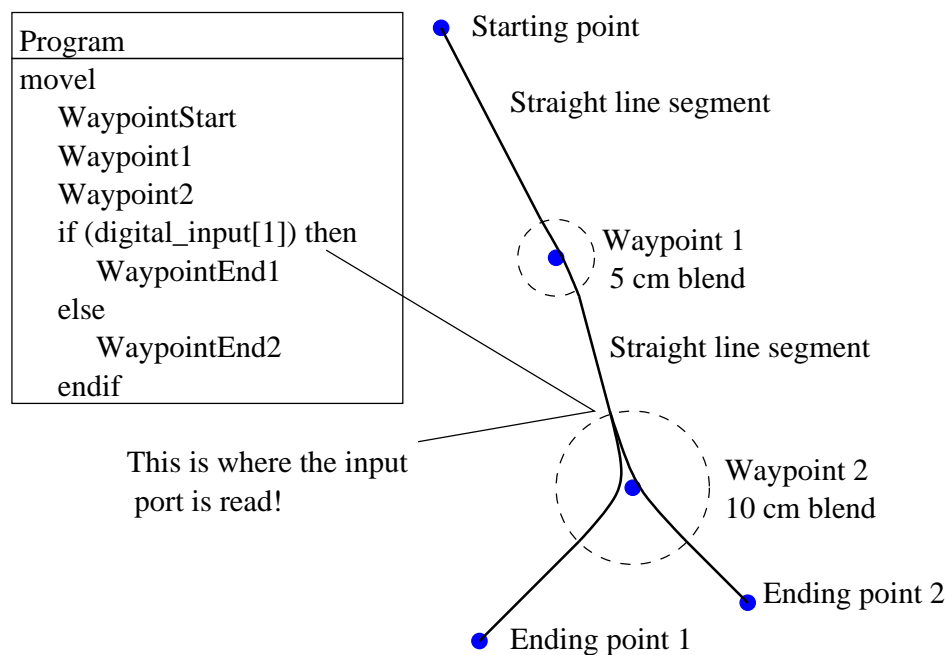 Program
movel
WaypointStart
Waypoint1
Waypoint2
if (digital_input[1]) then
WaypointEnd1
else
WaypointEnd2
endif
Starting point
Straight line segment
Waypoint 1
5 cm blend
Straight line segment
This is where the input
port is read!
Waypoint 2
10 cm blend
Ending point 2
Ending point 1